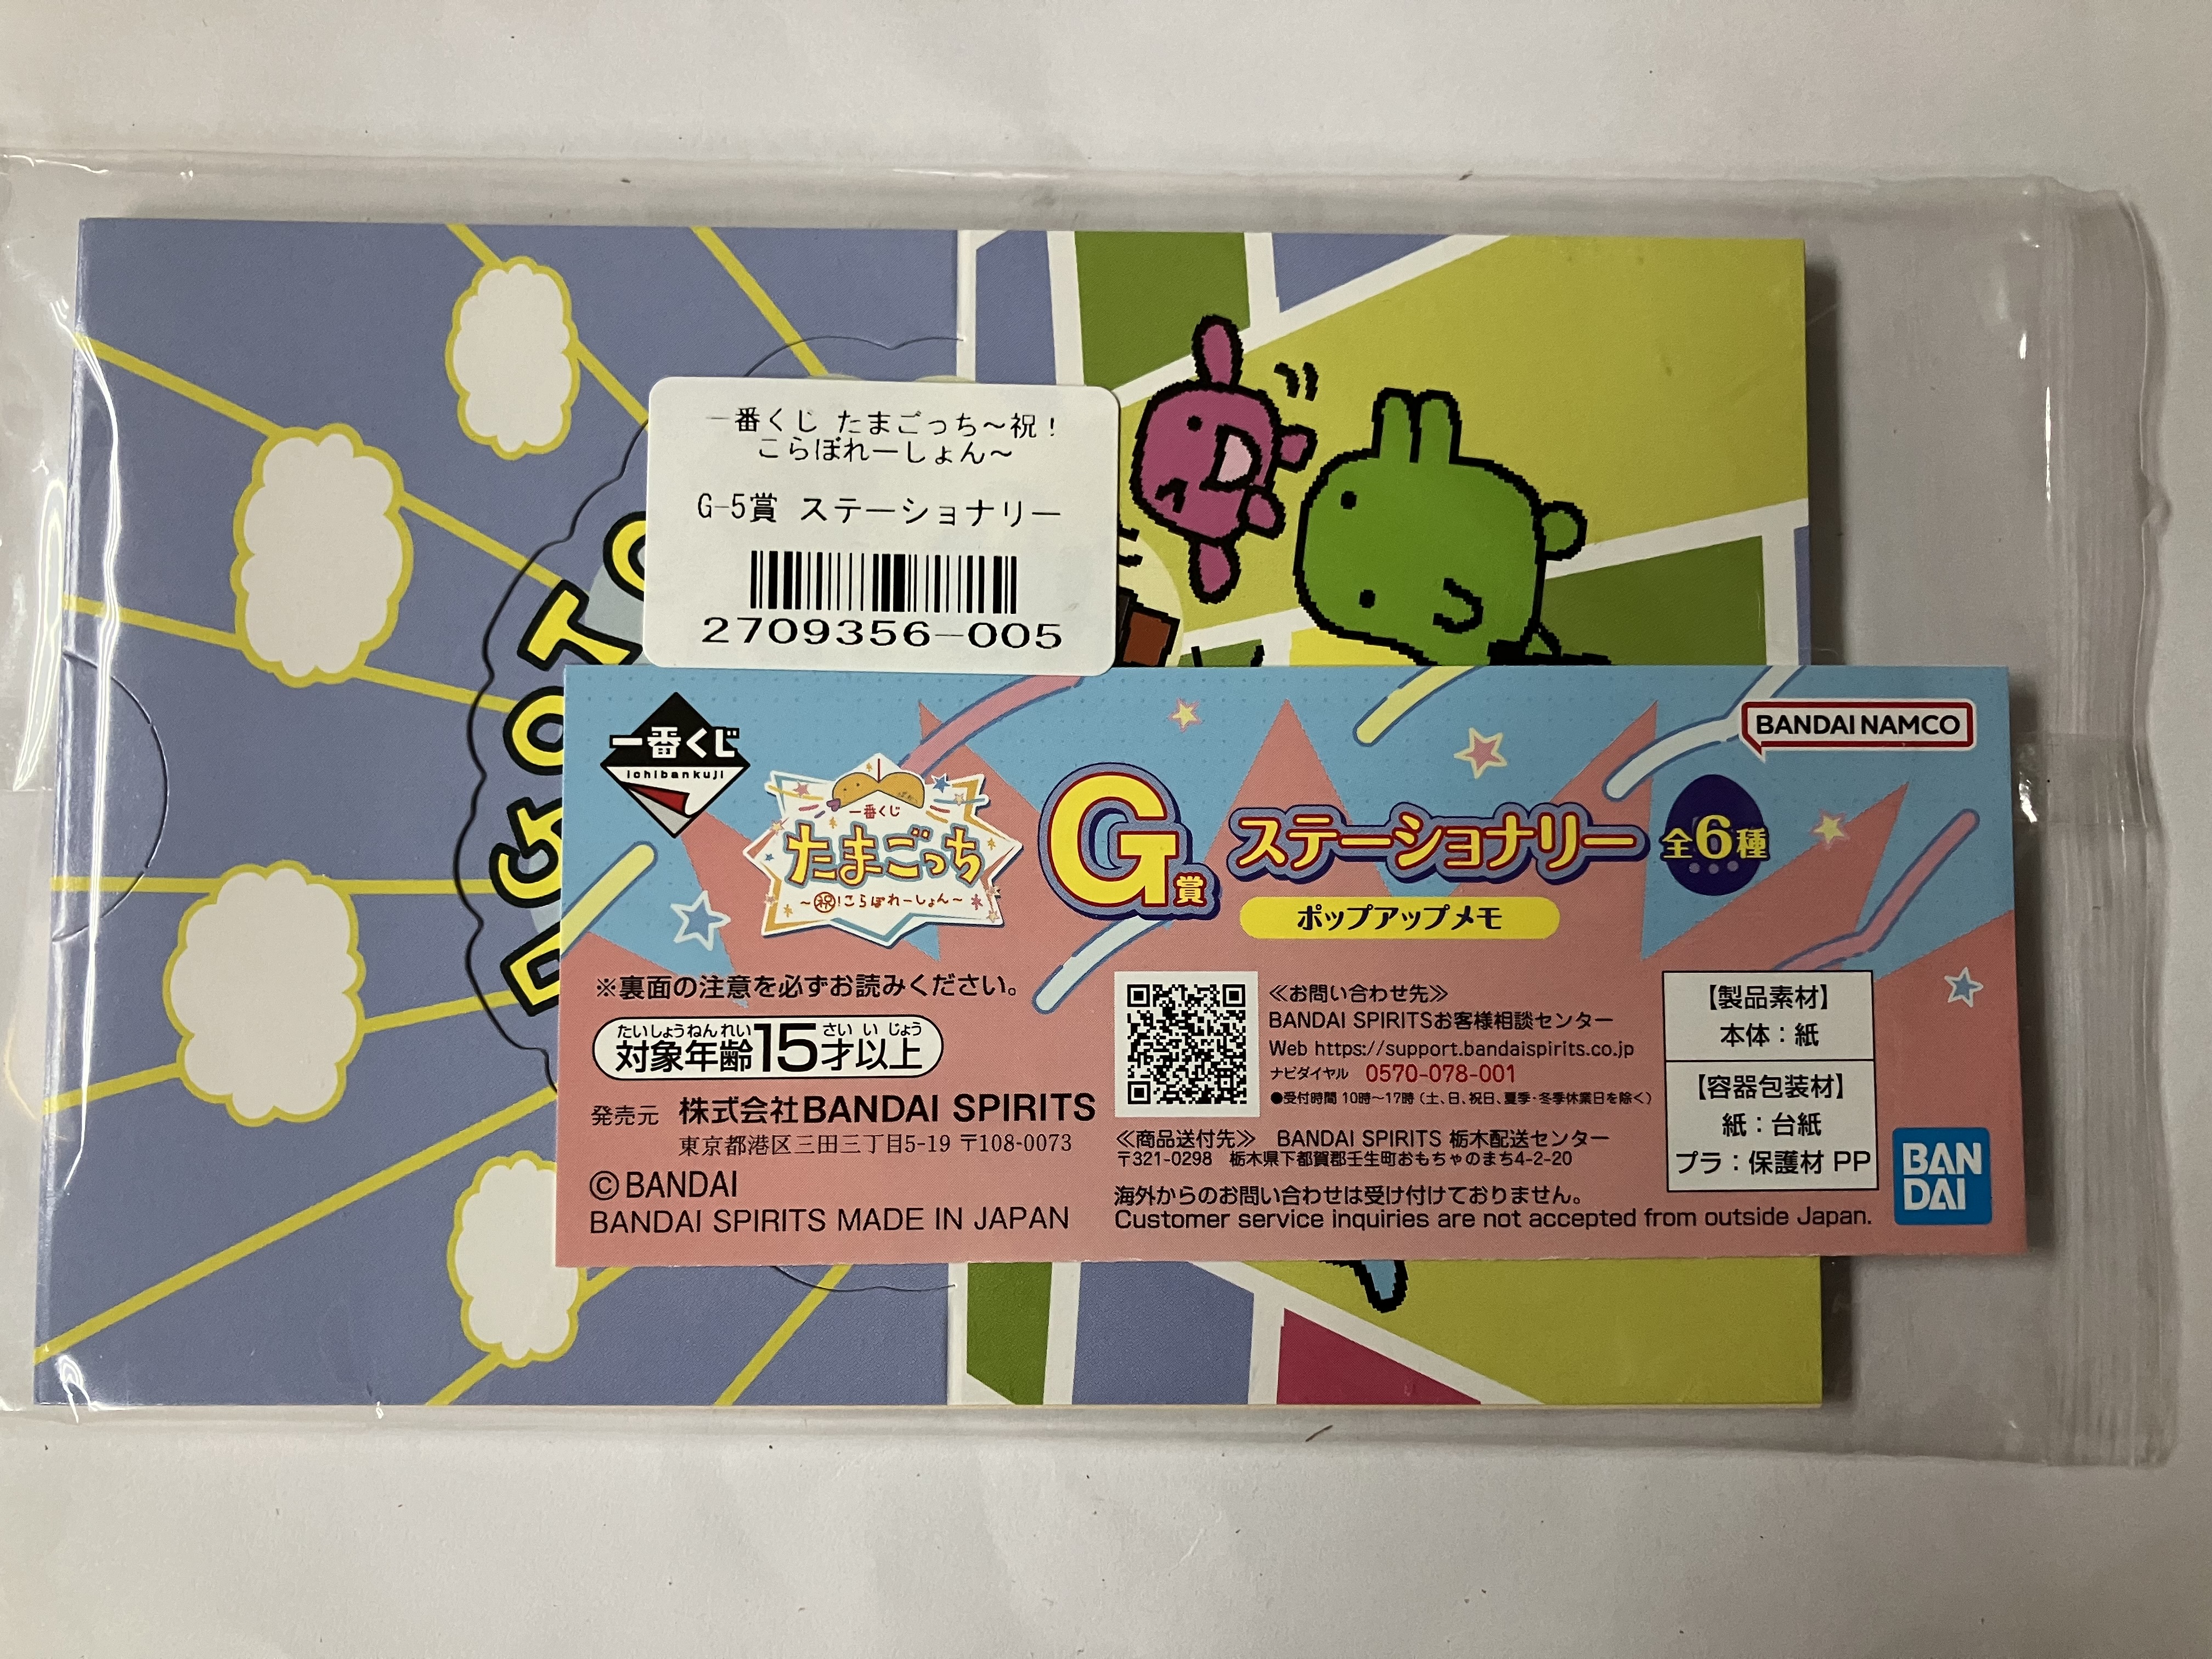 一番くじ たまごっち～祝！
こらぼれーしょん～
G-5賞 ステーショナリー
2709356-005
一番くじ
ichibankuji
BANDAI NAMCO
一番くじ
たまごっち
～祝！こらぼれーしょん～
G賞
ステーショナリー
全6種
ポップアップメモ
※裏面の注意を必ずお読みください。
たいしょうねんれい さい い じょう
対象年齢15才以上
発売元 株式会社BANDAI SPIRITS
東京都港区三田三丁目5-19 〒108-0073
©BANDAI
BANDAI SPIRITS MADE IN JAPAN
≪お問い合わせ先≫
BANDAI SPIRITSお客様相談センター
Web https://support.bandaispirits.co.jp
ナビダイヤル 0570-078-001
●受付時間 10時～17時（土、日、祝日、夏季・冬季休業日を除く）
≪商品送付先≫ BANDAI SPIRITS 栃木配送センター
〒321-0298 栃木県下都賀郡壬生町おもちゃのまち4-2-20
海外からのお問い合わせは受け付けておりません。
Customer service inquiries are not accepted from outside Japan.
【製品素材】
本体：紙
【容器包装材】
紙：台紙
プラ：保護材 PP
BAN
DAI